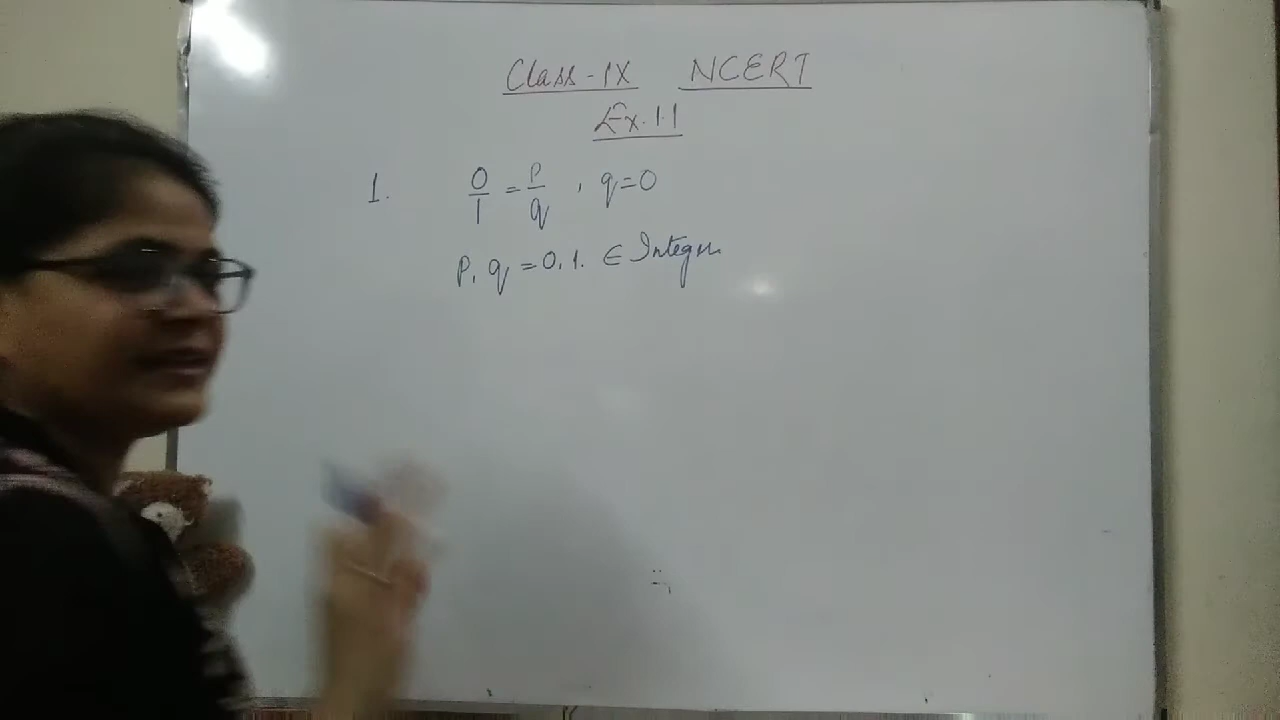 Class-IX NCERT
Ex.1.1
1. 0/1 = P/q , q=0
P, q = 0, 1. ∈ Integer